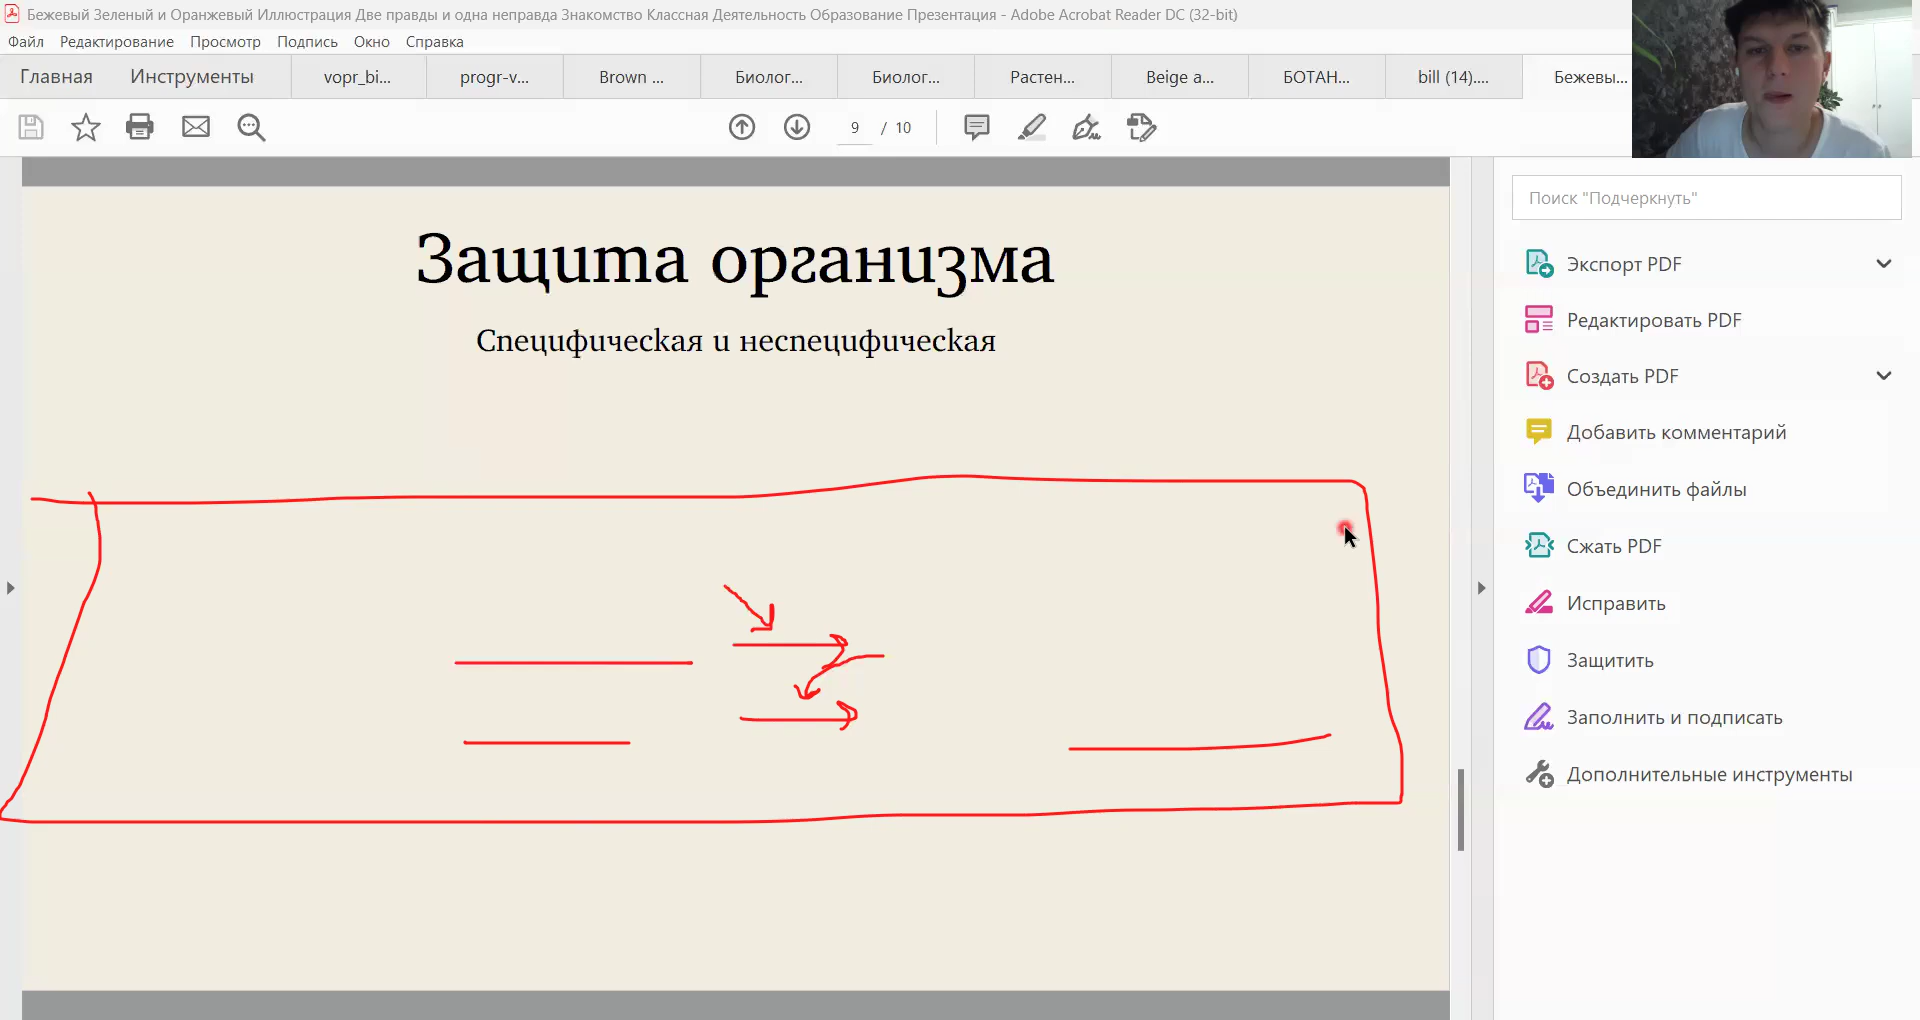 Бежевый Зеленый и Оранжевый Иллюстрация Две правды и одна неправда Знакомство Классная Деятельность Образование Презентация - Adobe Acrobat Reader DC (32-bit)
Файл Редактирование Просмотр Подпись Окно Справка
Главная Инструменты vopr_bi... progr-v... Brown ... Биолог... Биолог... Растен... Beige a... БОТАН... bill (14).... Бежевы...
9 / 10
Защита организма
Специфическая и неспецифическая
Поиск "Подчеркнуть"
Экспорт PDF
Редактировать PDF
Создать PDF
Добавить комментарий
Объединить файлы
Сжать PDF
Исправить
Защитить
Заполнить и подписать
Дополнительные инструменты